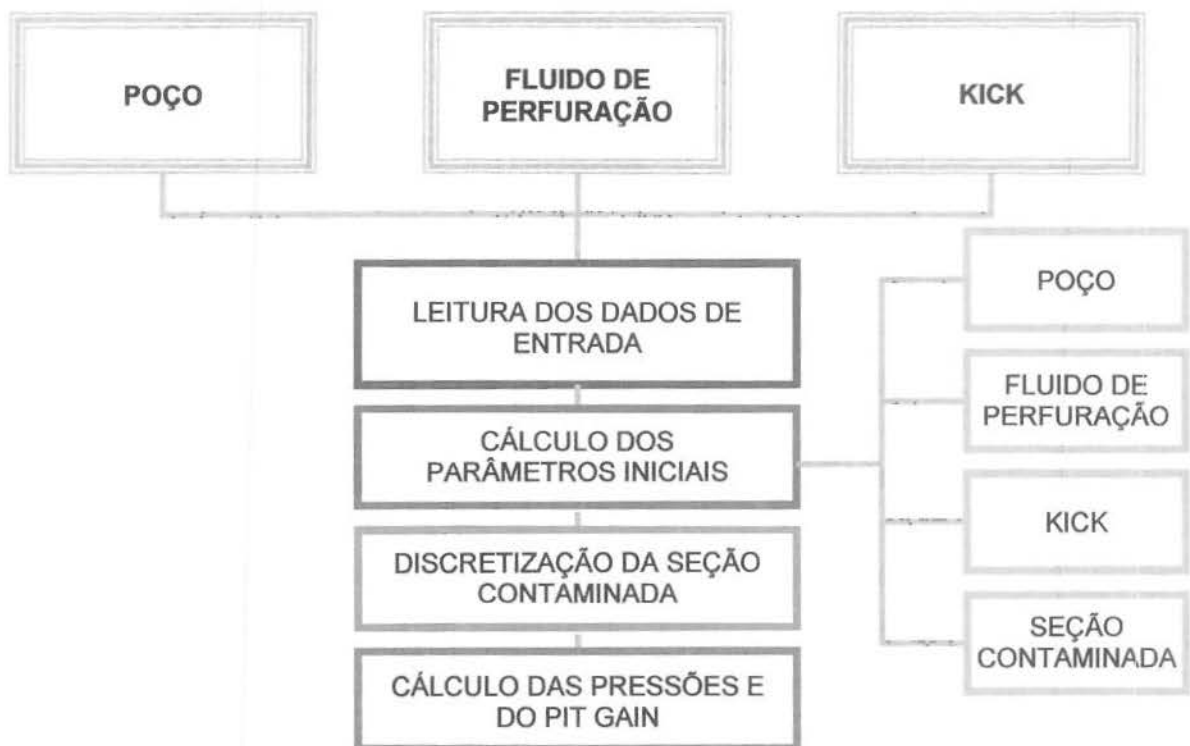 POÇO
FLUIDO DE
PERFURAÇÃO
KICK
LEITURA DOS DADOS DE
ENTRADA
CÁLCULO DOS
PARÂMETROS INICIAIS
DISCRETIZAÇÃO DA SEÇÃO
CONTAMINADA
CÁLCULO DAS PRESSÕES E
DO PIT GAIN
POÇO
FLUIDO DE
PERFURAÇÃO
KICK
SEÇÃO
CONTAMINADA